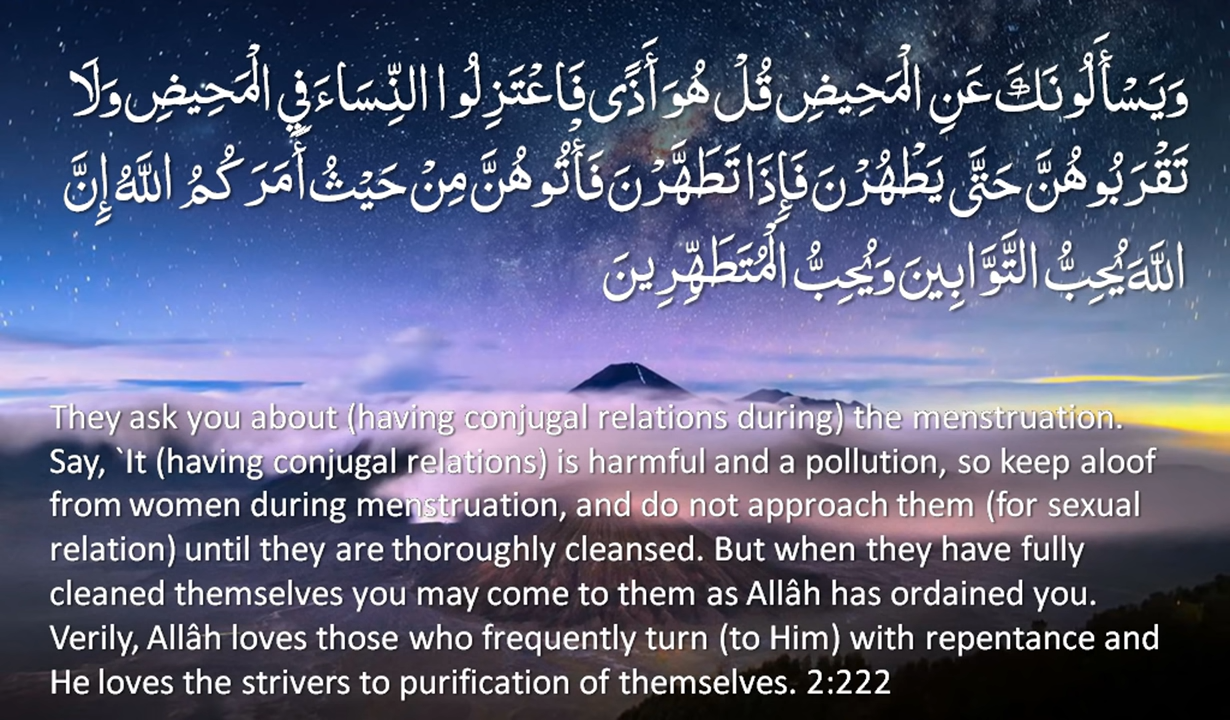 وَيَسْأَلُونَكَ عَنِ الْمَحِيضِ قُلْ هُوَ أَذًى فَاعْتَزِلُوا النِّسَاءَ فِي الْمَحِيضِ وَلَا
تَقْرَبُوهُنَّ حَتَّى يَطْهُرْنَ فَإِذَا تَطَهَّرْنَ فَأْتُوهُنَّ مِنْ حَيْثُ أَمَرَكُمُ اللَّهُ إِنَّ
اللَّهَ يُحِبُّ التَّوَّابِينَ وَيُحِبُّ الْمُتَطَهِّرِينَ
They ask you about (having conjugal relations during) the menstruation.
Say, `It (having conjugal relations) is harmful and a pollution, so keep aloof
from women during menstruation, and do not approach them (for sexual
relation) until they are thoroughly cleansed. But when they have fully
cleaned themselves you may come to them as Allâh has ordained you.
Verily, Allâh loves those who frequently turn (to Him) with repentance and
He loves the strivers to purification of themselves. 2:222